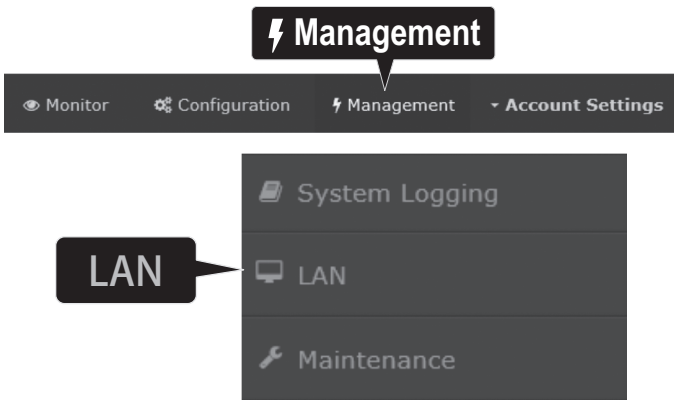 Management
Monitor Configuration Management Account Settings
System Logging
LAN
LAN
Maintenance